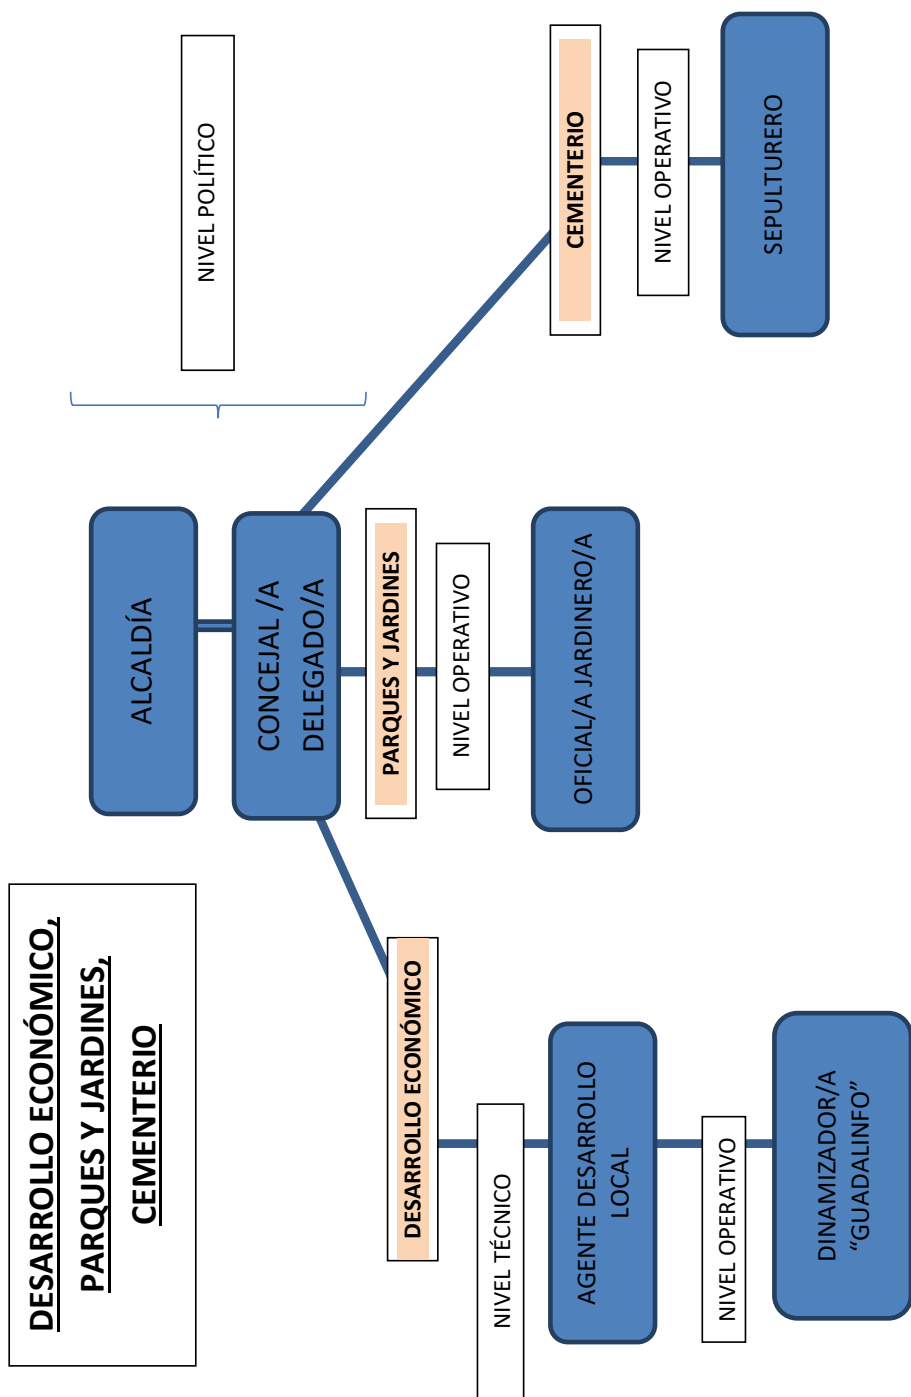 DESARROLLO ECONÓMICO,
PARQUES Y JARDINES,
CEMENTERIO
ALCALDÍA
NIVEL POLÍTICO
CONCEJAL /A
DELEGADO/A
DESARROLLO ECONÓMICO
PARQUES Y JARDINES
CEMENTERIO
NIVEL TÉCNICO
NIVEL OPERATIVO
NIVEL OPERATIVO
AGENTE DESARROLLO
LOCAL
OFICIAL/A JARDINERO/A
SEPULTURERO
NIVEL OPERATIVO
DINAMIZADOR/A
“GUADALINFO”